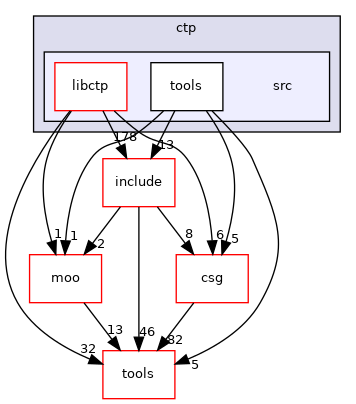 ctp
libctp
tools
src
178
13
include
1
1
8
6
5
2
moo
csg
13
46
82
32
5
tools